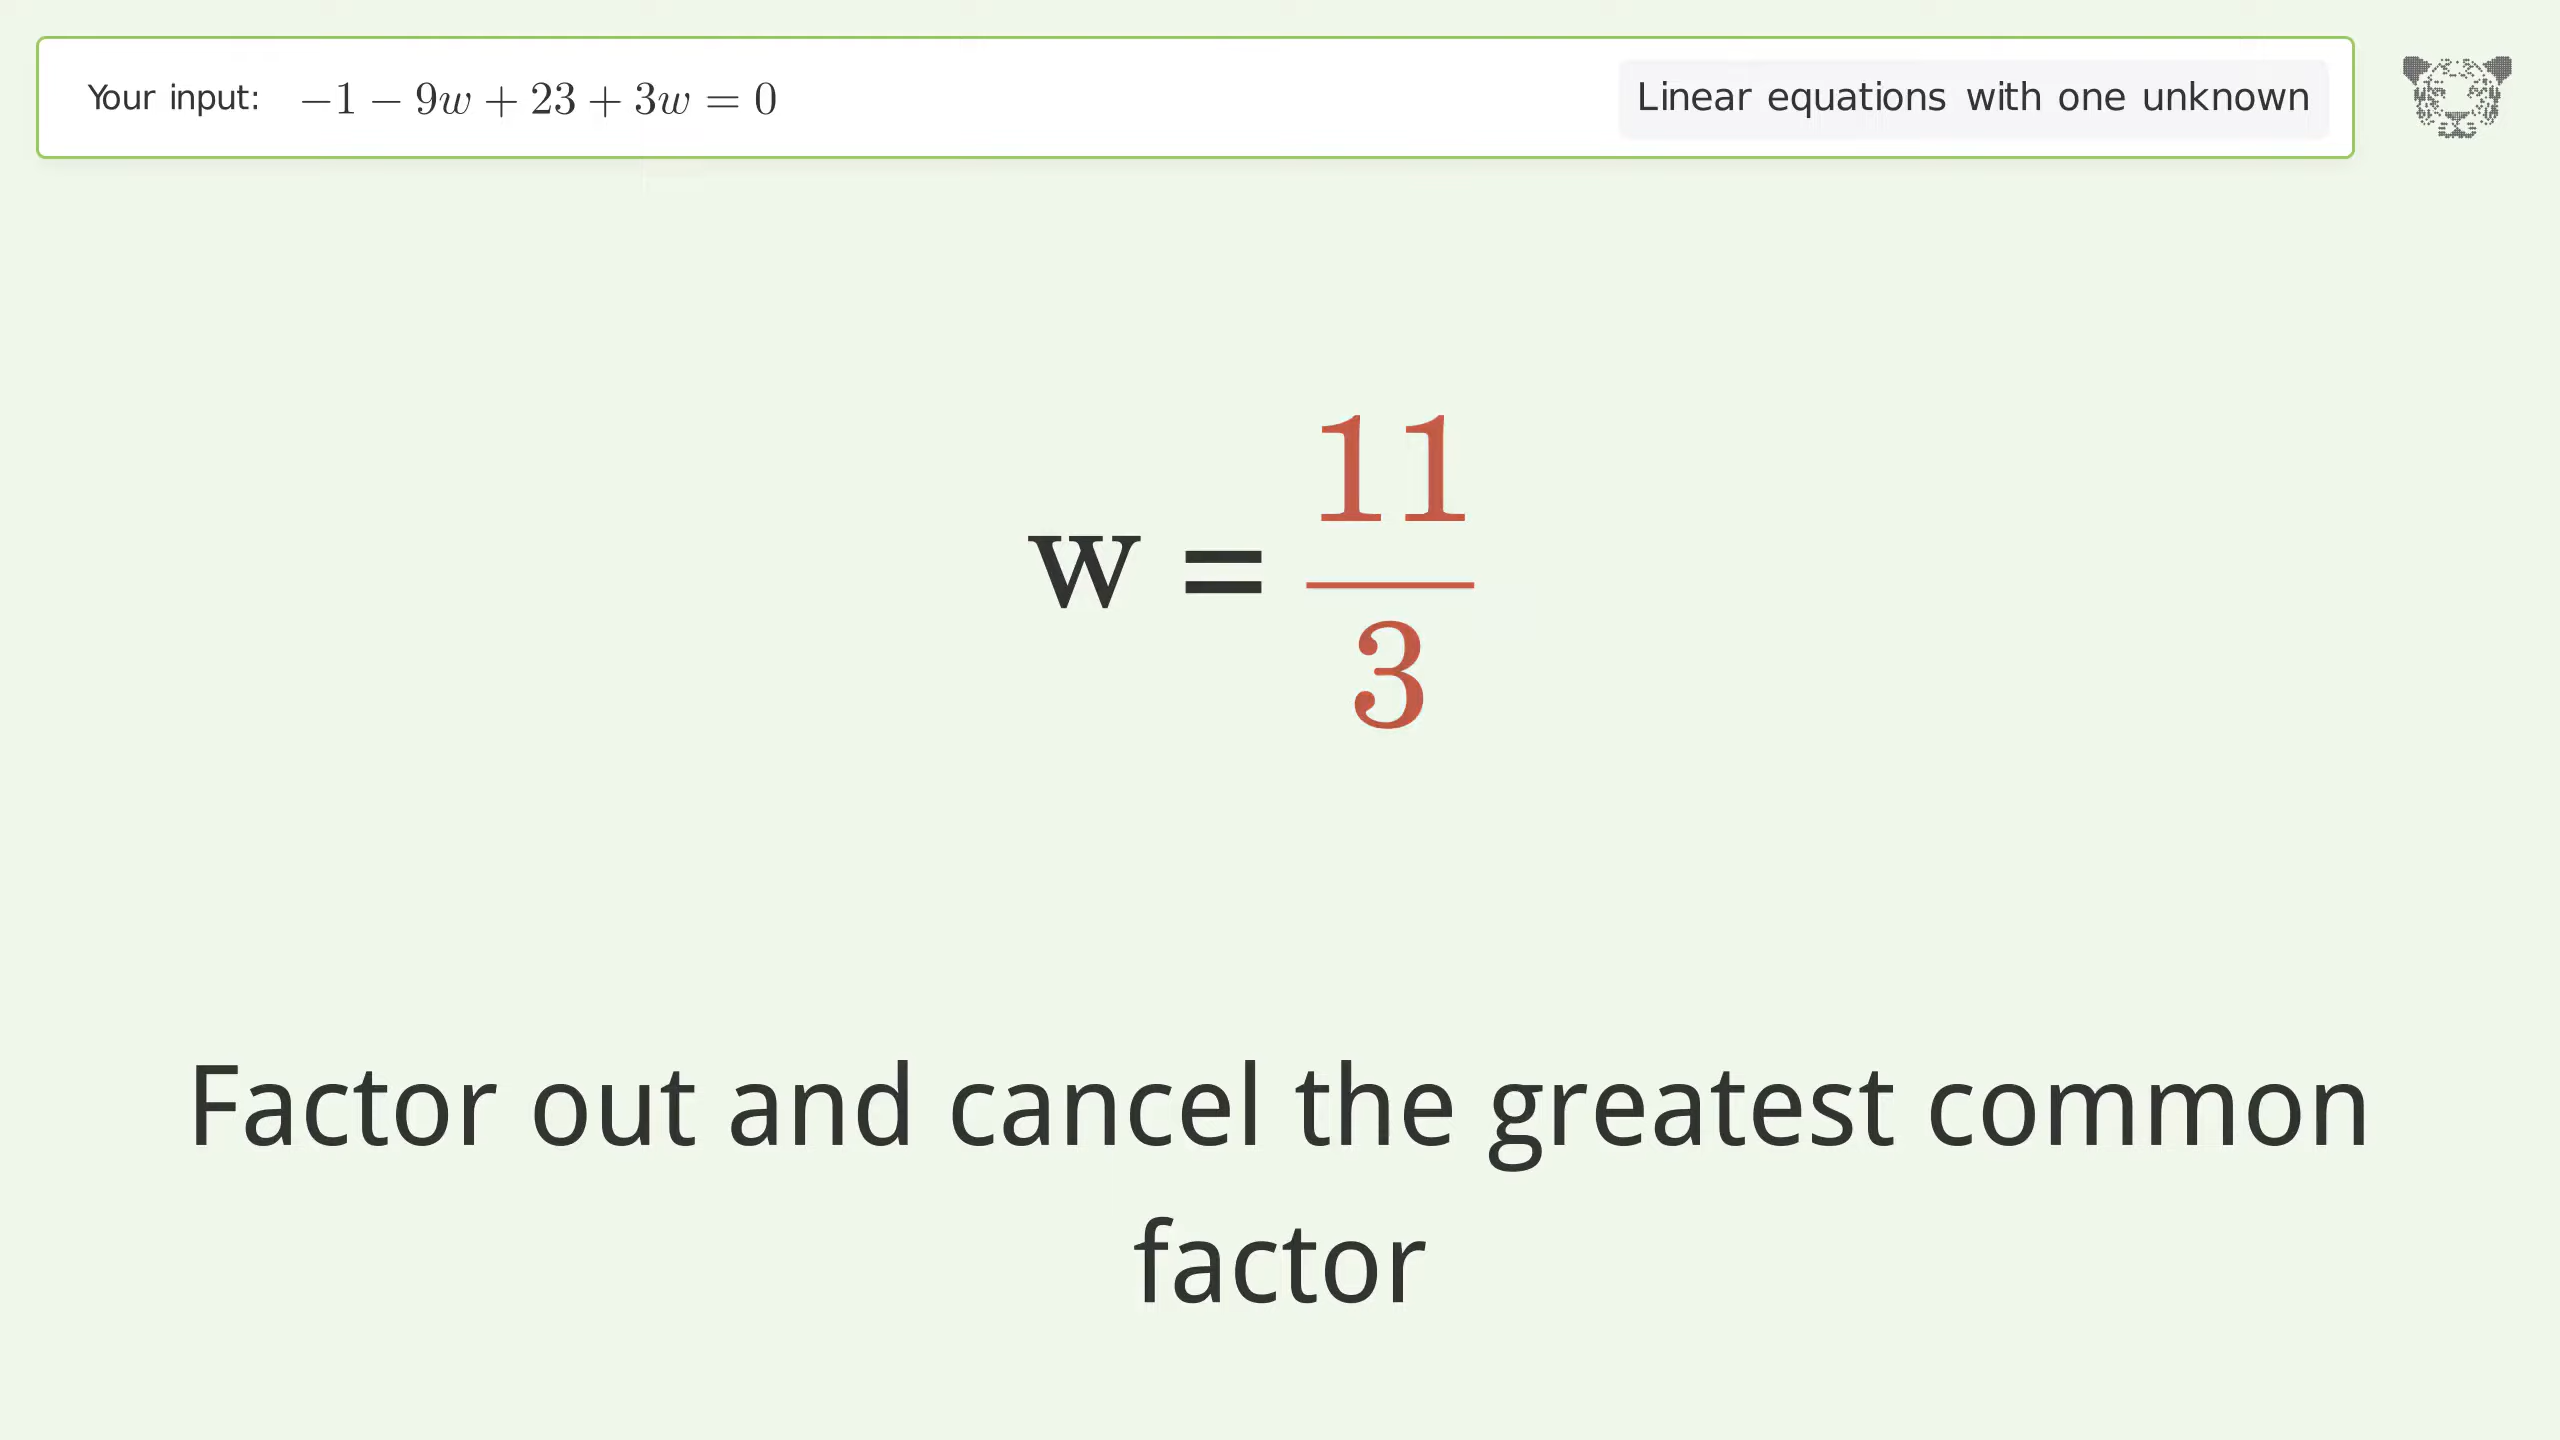 Your input: −1 − 9w + 23 + 3w = 0
Linear equations with one unknown
w = 11/3
Factor out and cancel the greatest common
factor